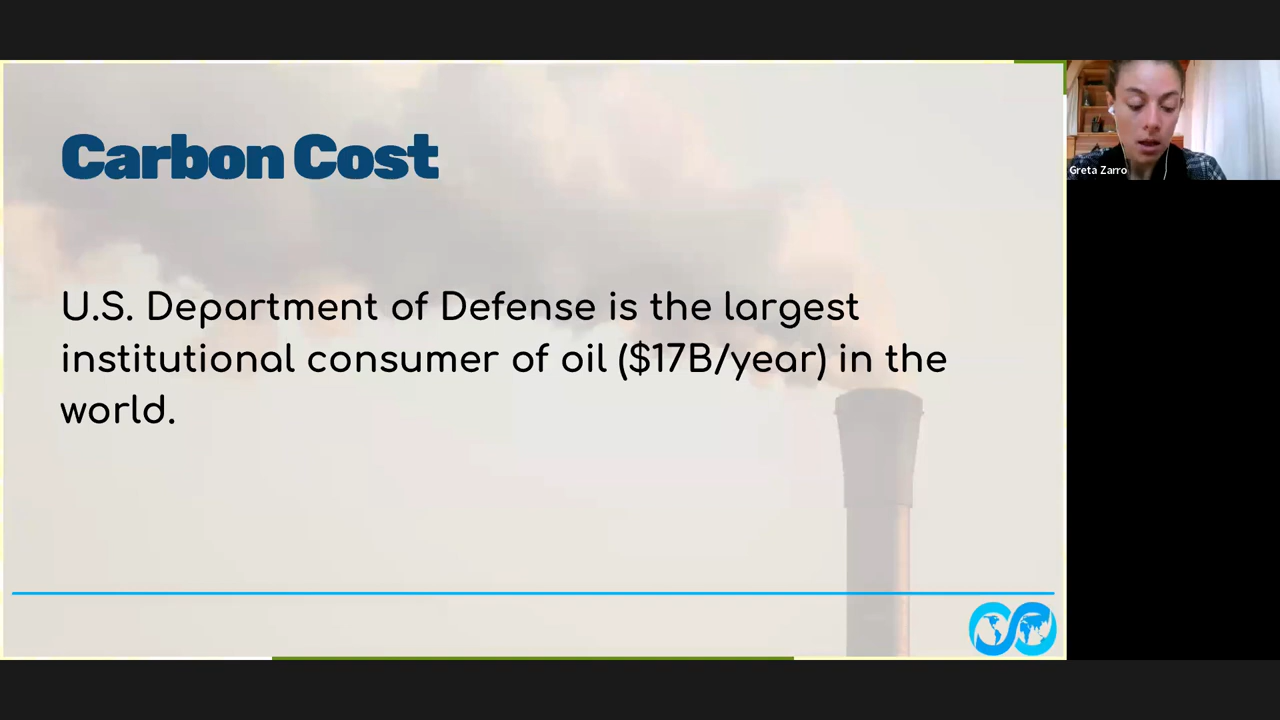 Carbon Cost
U.S. Department of Defense is the largest
institutional consumer of oil ($17B/year) in the
world.
Greta Zarro